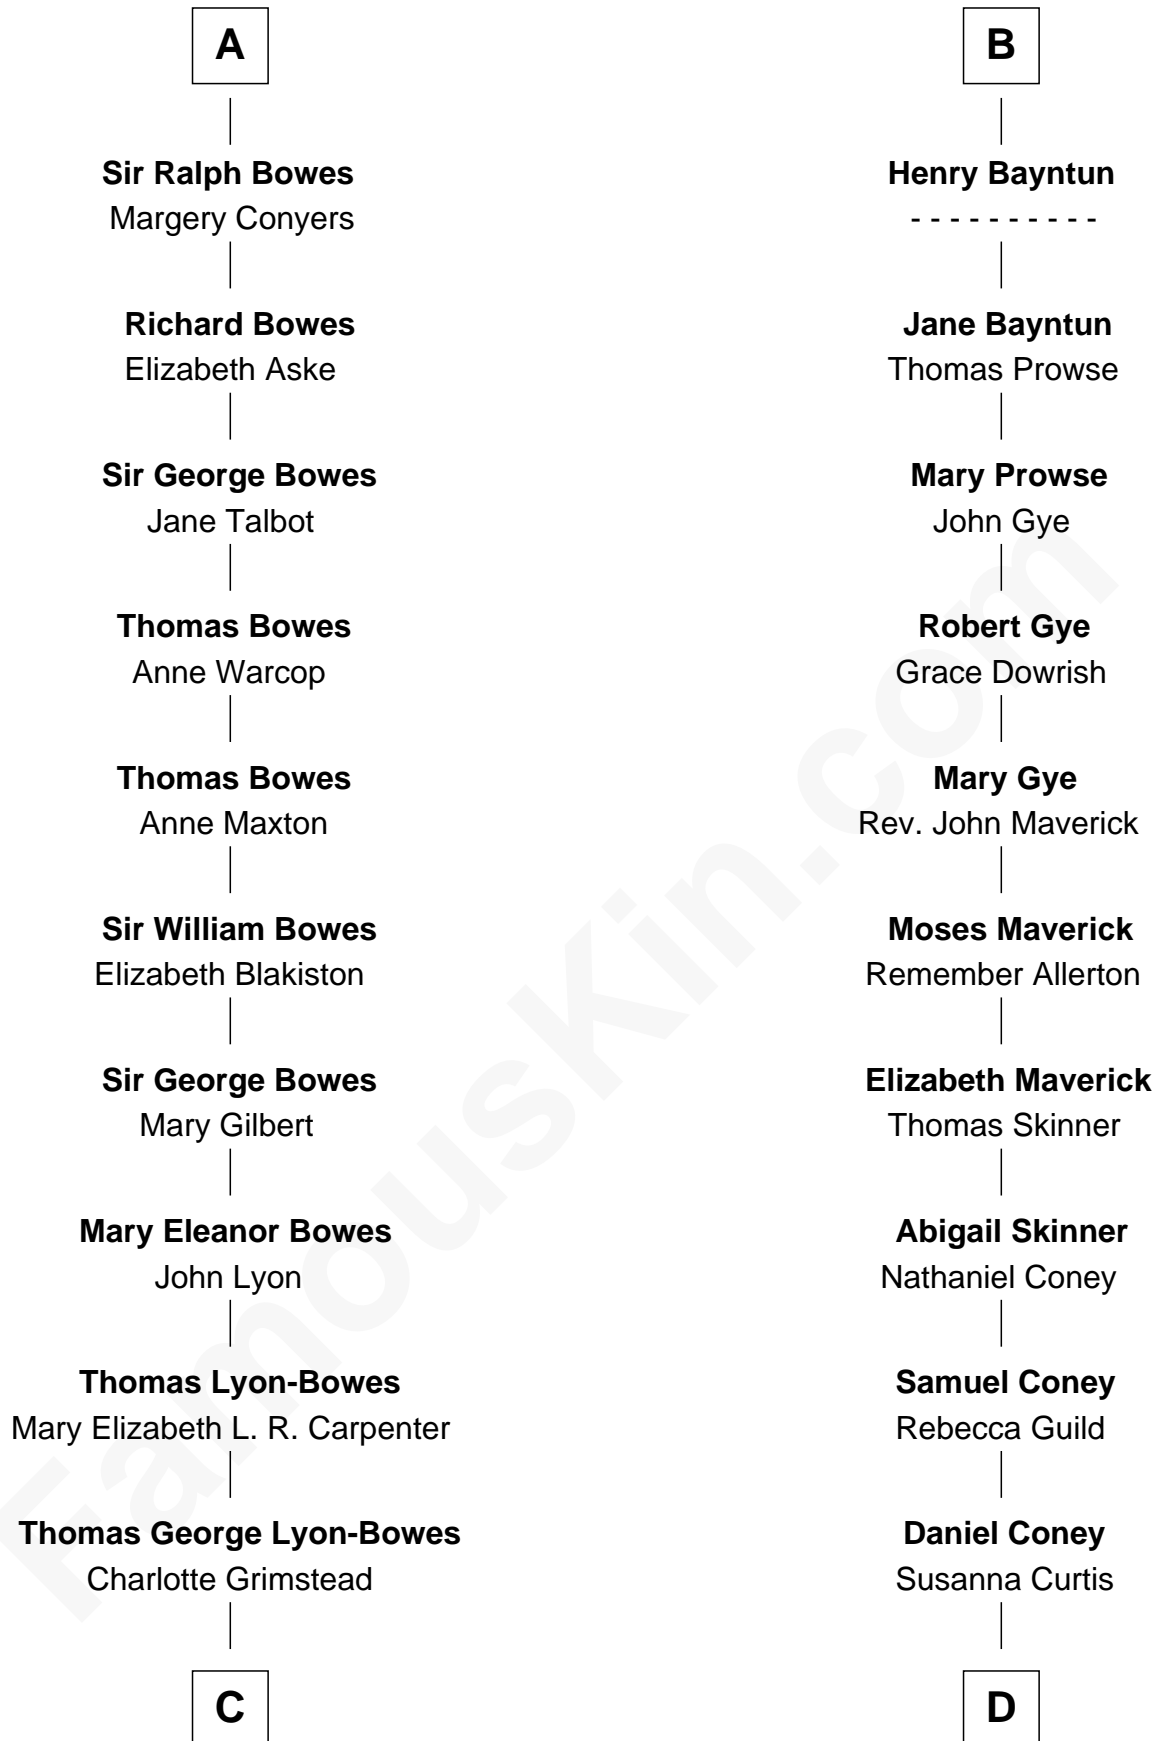 A
Sir Ralph Bowes
Margery Conyers
Richard Bowes
Elizabeth Aske
Sir George Bowes
Jane Talbot
Thomas Bowes
Anne Warcop
Thomas Bowes
Anne Maxton
Sir William Bowes
Elizabeth Blakiston
Sir George Bowes
Mary Gilbert
Mary Eleanor Bowes
John Lyon
Thomas Lyon-Bowes
Mary Elizabeth L. R. Carpenter
Thomas George Lyon-Bowes
Charlotte Grimstead
C
B
Henry Bayntun
- - - - - - - - - -
Jane Bayntun
Thomas Prowse
Mary Prowse
John Gye
Robert Gye
Grace Dowrish
Mary Gye
Rev. John Maverick
Moses Maverick
Remember Allerton
Elizabeth Maverick
Thomas Skinner
Abigail Skinner
Nathaniel Coney
Samuel Coney
Rebecca Guild
Daniel Coney
Susanna Curtis
D
FamousKin.com